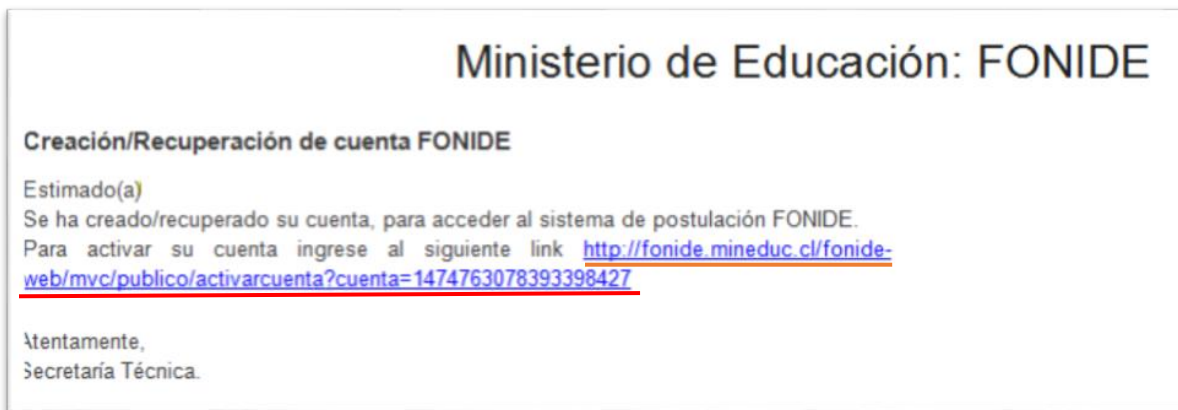 Ministerio de Educación: FONIDE
Creación/Recuperación de cuenta FONIDE
Estimado(a)
Se ha creado/recuperado su cuenta, para acceder al sistema de postulación FONIDE.
Para activar su cuenta ingrese al siguiente link http://fonide.mineduc.cl/fonide-
web/mvc/publico/activarcuenta?cuenta=1474763078393398427
Atentamente,
Secretaría Técnica.